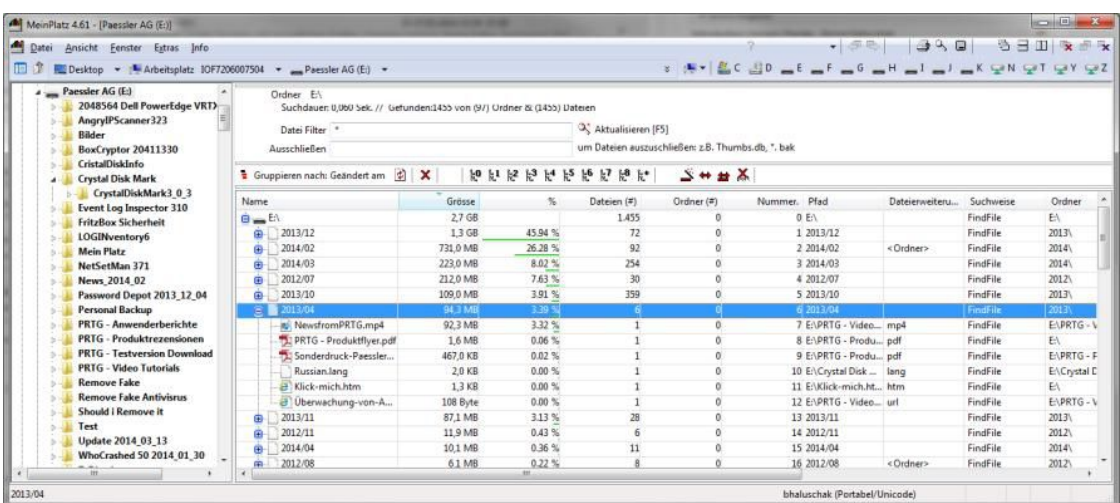 MeinPlatz 4.61 - [Paessler AG (E:)]
Datei Ansicht Fenster Extras Info
?
Desktop Arbeitsplatz IOF7206007504 Paessler AG (E:)
C D E F G H I J K N T Y Z
Paessler AG (E:)
2048564 Dell PowerEdge VRTX
AngryIPScanner323
Bilder
BoxCryptor 20411330
CristalDiskInfo
Crystal Disk Mark
CrystalDiskMark3_0_3
Event Log Inspector 310
FritzBox Sicherheit
LOGINventory6
Mein Platz
NetSetMan 371
News_2014_02
Password Depot 2013_12_04
Personal Backup
PRTG - Anwenderberichte
PRTG - Produktrezensionen
PRTG - Testversion Download
PRTG - Video Tutorials
Remove Fake
Remove Fake Antivisrus
Should i Remove it
Test
Update 2014_03_13
WhoCrashed 50 2014_01_30
Ordner E:\
Suchdauer: 0,060 Sek. // Gefunden:1455 von (97) Ordner & (1455) Dateien
Datei Filter * Aktualisieren [F5]
Ausschließen um Dateien auszuschließen: z.B. Thumbs.db, *. bak
Gruppieren nach: Geändert am
Name Grösse % Dateien (#) Ordner (#) Nummer. Pfad Dateierweiteru... Suchweise Ordner
E:\ 2,7 GB 1.455 0 0 E:\ FindFile E:\
2013/12 1,3 GB 45.94 % 72 0 1 2013/12 FindFile 2013\
2014/02 731,0 MB 26.28 % 92 0 2 2014/02 <Ordner> FindFile 2014\
2014/03 223,0 MB 8.02 % 254 0 3 2014/03 FindFile 2014\
2012/07 212,0 MB 7.63 % 30 0 4 2012/07 FindFile 2012\
2013/10 109,0 MB 3.91 % 359 0 5 2013/10 FindFile 2013\
2013/04 94,3 MB 3.39 % 6 0 6 2013/04 FindFile 2013\
NewsfromPRTG.mp4 92,3 MB 3.32 % 1 0 7 E:\PRTG - Video... mp4 FindFile E:\PRTG - V
PRTG - Produktflyer.pdf 1,6 MB 0.06 % 1 0 8 E:\PRTG - Produ... pdf FindFile E:\
Sonderdruck-Paessler... 467,0 KB 0.02 % 1 0 9 E:\PRTG - Produ... pdf FindFile E:\PRTG - P
Russian.lang 2,0 KB 0.00 % 1 0 10 E:\Crystal Disk ... lang FindFile E:\Crystal D
Klick-mich.htm 1,3 KB 0.00 % 1 0 11 E:\Klick-mich.ht... htm FindFile E:\
Überwachung-von-A... 108 Byte 0.00 % 1 0 12 E:\PRTG - Video... url FindFile E:\PRTG - V
2013/11 87,1 MB 3.13 % 28 0 13 2013/11 FindFile 2013\
2012/11 11,9 MB 0.43 % 6 0 14 2012/11 FindFile 2012\
2014/04 10,1 MB 0.36 % 11 0 15 2014/04 FindFile 2014\
2012/08 6,1 MB 0.22 % 8 0 16 2012/08 <Ordner> FindFile 2012\
2013/04 bhaluschak (Portabel/Unicode)